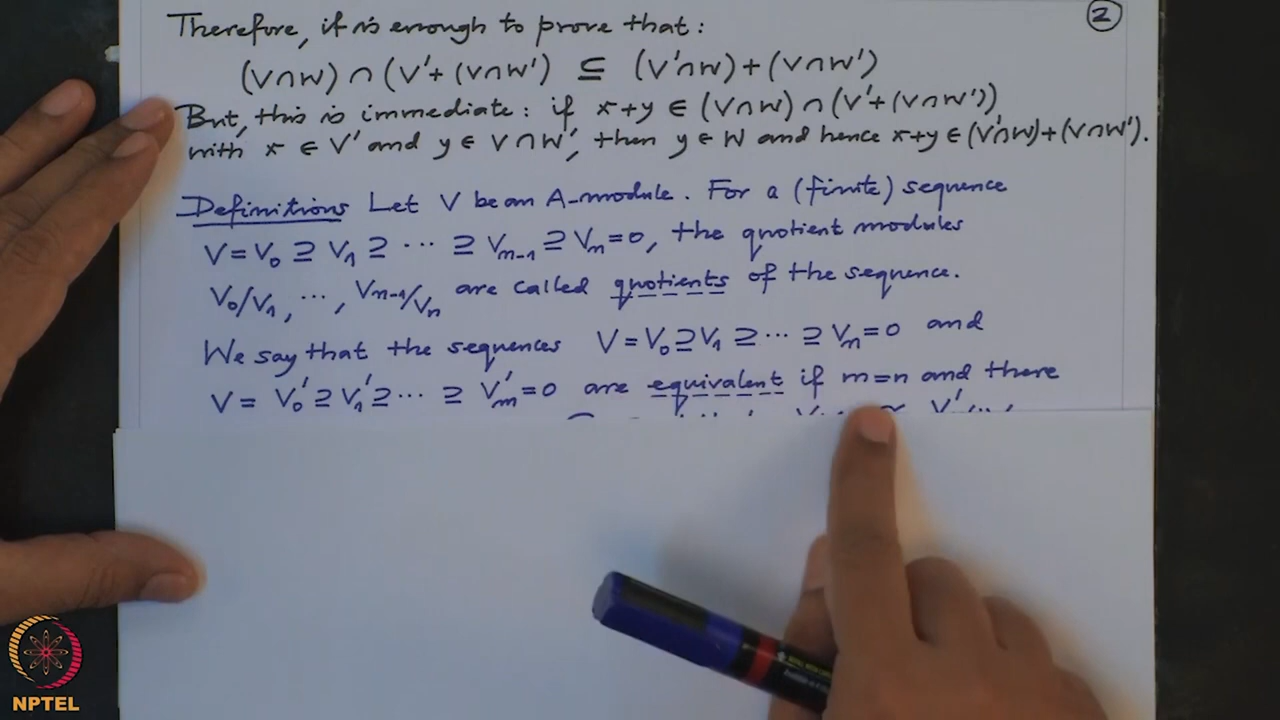 ②
Therefore, it is enough to prove that:
(V∩W) ∩ (V'+(V∩W') ⊆ (V'∩W)+(V∩W')
But, this is immediate: if x+y ∈ (V∩W)∩(V'+(V∩W'))
with x ∈ V' and y ∈ V∩W', then y ∈ W and hence x+y ∈ (V'∩W)+(V∩W').
Definitions Let V be an A-module. For a (finite) sequence
V=V₀ ⊇ V₁ ⊇ ··· ⊇ Vₘ₋₁ ⊇ Vₘ=0, the quotient modules
V₀/V₁, ···, Vₘ₋₁/Vₙ are called quotients of the sequence.
We say that the sequences V=V₀⊇V₁ ⊇ ··· ⊇ Vₙ=0 and
V= V₀'⊇V₁'⊇··· ⊇ Vₘ'=0 are equivalent if m=n and there
NPTEL